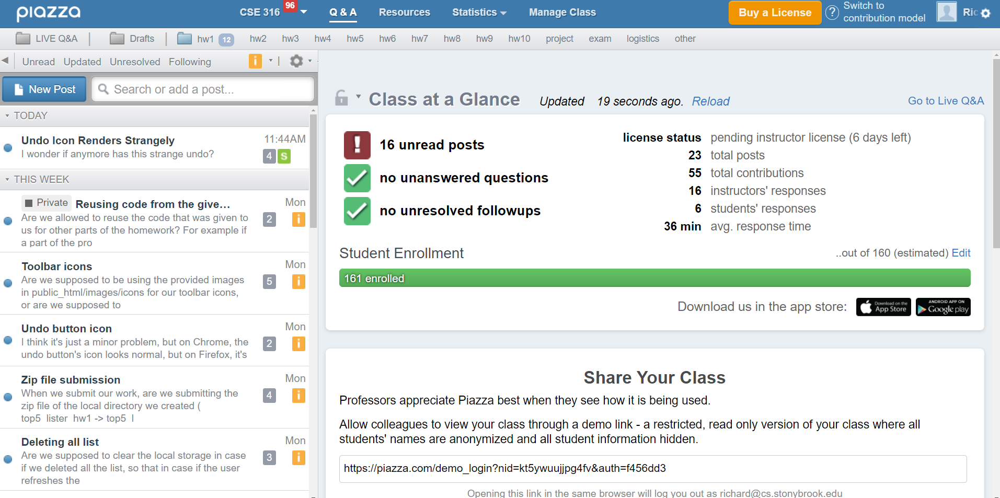 piazza
CSE 316 96
Q & A
Resources
Statistics
Manage Class
Buy a License
?
Switch to
contribution model
LIVE Q&A
Drafts
hw1 12
hw2
hw3
hw4
hw5
hw6
hw7
hw8
hw9
hw10
project
exam
logistics
other
Unread Updated Unresolved Following
i
New Post
Search or add a post...
TODAY
Undo Icon Renders Strangely 11:44AM
I wonder if anymore has this strange undo? 4 S
THIS WEEK
Private Reusing code from the give... Mon
Are we allowed to reuse the code that was given to 2 i
us for other parts of the homework? For example if
a part of the pro
Toolbar icons Mon
Are we supposed to be using the provided images 5 i
in public_html/images/icons for our toolbar icons,
or are we supposed to
Undo button icon Mon
I think it's just a minor problem, but on Chrome, the 2 i
undo button's icon looks normal, but on Firefox, it's
Zip file submission Mon
When we submit our work, are we submitting the 4 i
zip file of the local directory we created (
top5 lister hw1 -> top5 l
Deleting all list Mon
Are we supposed to clear the local storage in case 3 i
if we deleted all the list, so that in case if the user
refreshes the
Class at a Glance Updated 19 seconds ago. Reload Go to Live Q&A
! 16 unread posts
no unanswered questions
no unresolved followups
license status pending instructor license (6 days left)
23 total posts
55 total contributions
16 instructors' responses
6 students' responses
36 min avg. response time
Student Enrollment ..out of 160 (estimated) Edit
161 enrolled
Download us in the app store:
Download on the
App Store
ANDROID APP ON
Google play
Share Your Class
Professors appreciate Piazza best when they see how it is being used.
Allow colleagues to view your class through a demo link - a restricted, read only version of your class where all
students' names are anonymized and all student information hidden.
https://piazza.com/demo_login?nid=kt5ywuujjpg4fv&auth=f456dd3
Opening this link in the same browser will log you out as richard@cs.stonybrook.edu